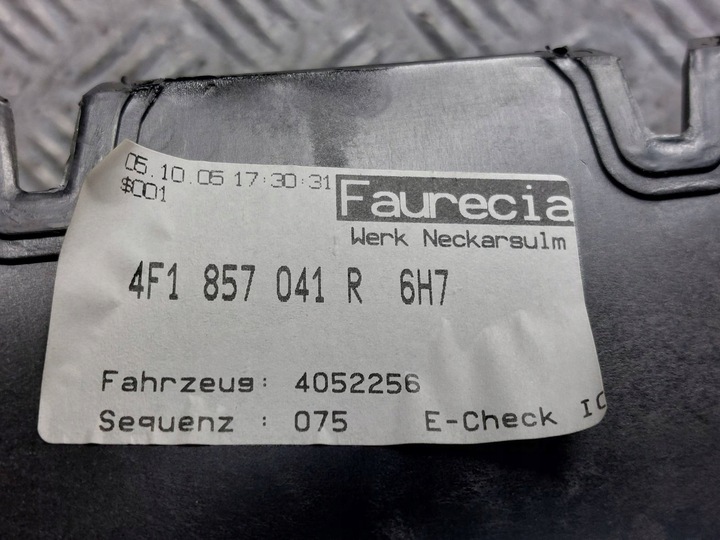 05.10.05 17:30:31
$001
Faurecia
Werk Neckarsulm
4F1 857 041 R 6H7
Fahrzeug: 4052256
Sequenz : 075 E-Check